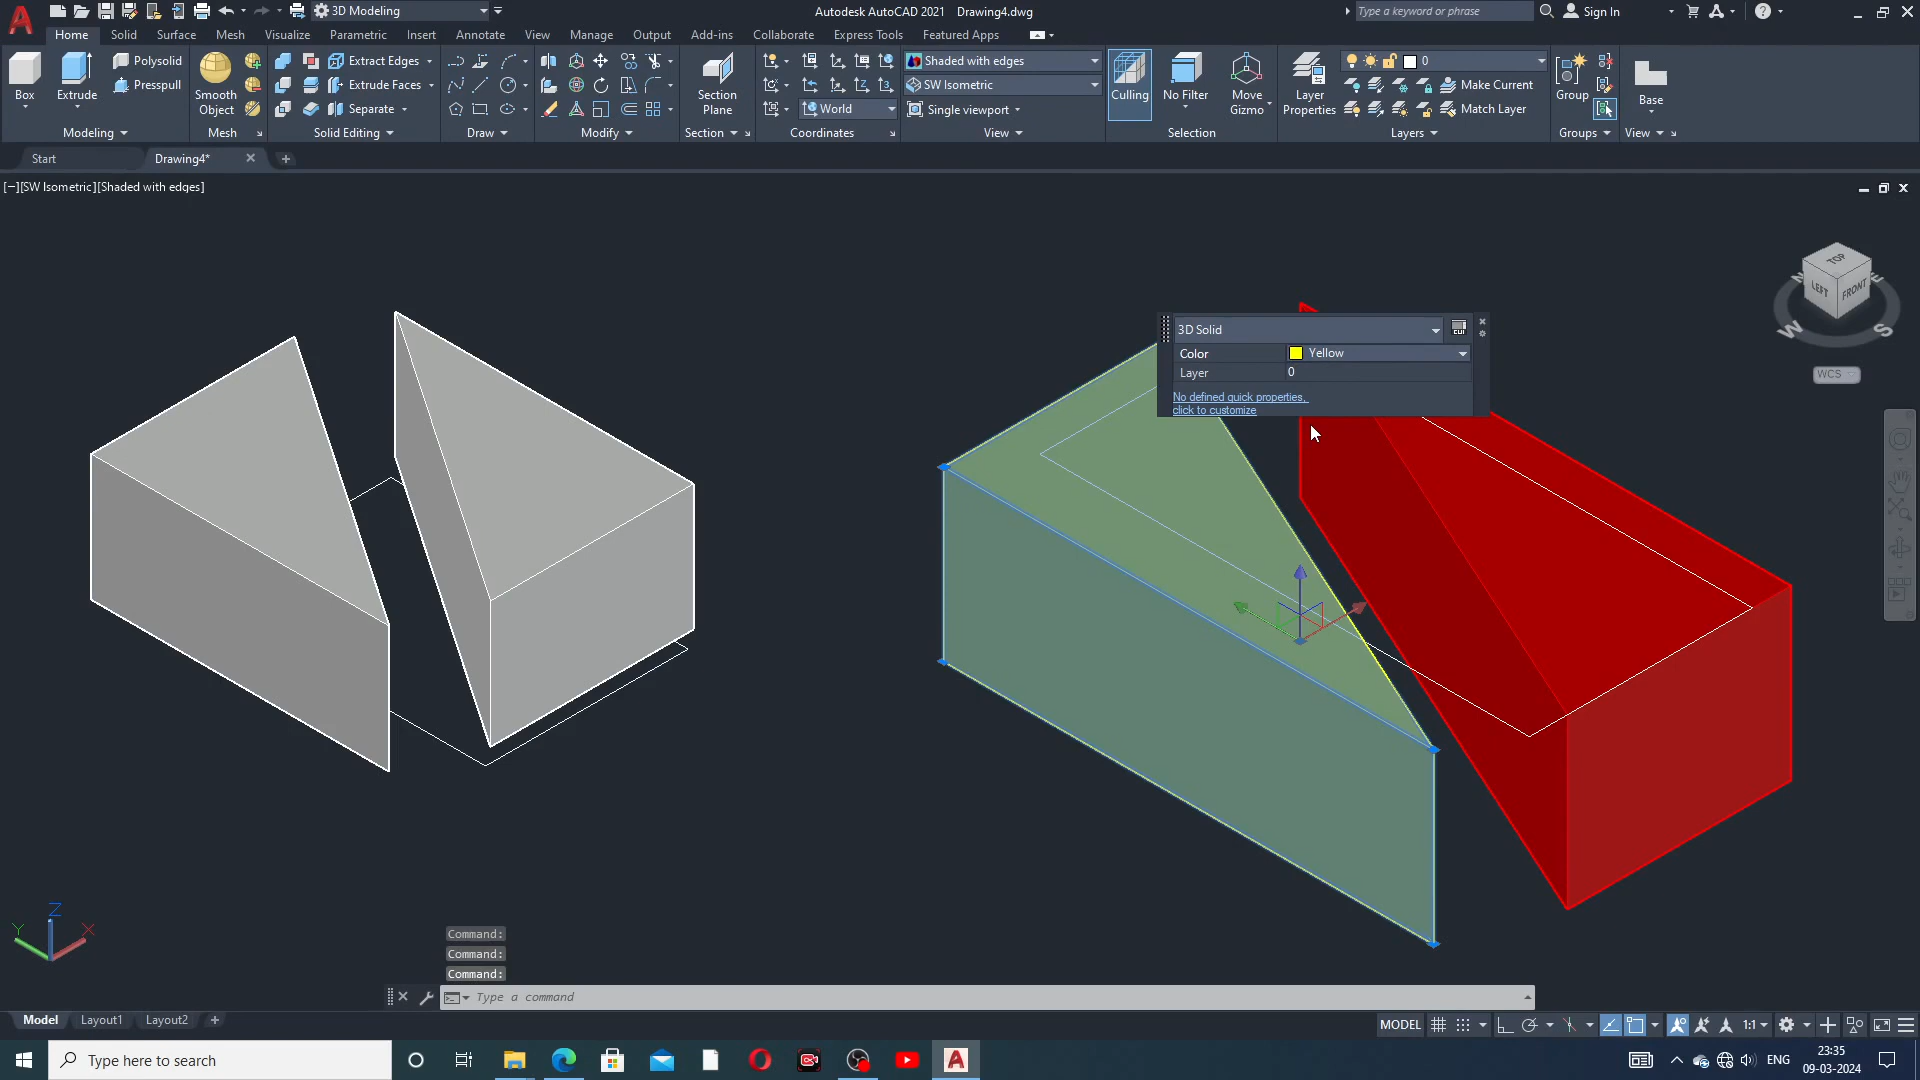 3D Modeling
Autodesk AutoCAD 2021 Drawing4.dwg
Type a keyword or phrase
Sign In
Home Solid Surface Mesh Visualize Parametric Insert Annotate View Manage Output Add-ins Collaborate Express Tools Featured Apps
Box
Extrude
Polysolid
Presspull
Modeling
Smooth
Object
Mesh
Extract Edges
Extrude Faces
Separate
Solid Editing
Draw
Modify
Section
Plane
Section
World
Coordinates
Shaded with edges
SW Isometric
Single viewport
View
Culling
No Filter
Move
Gizmo
Selection
Layer
Properties
0
Make Current
Match Layer
Layers
Group
Groups
Base
View
Start
Drawing4*
[−][SW Isometric][Shaded with edges]
TOP
LEFT
FRONT
N
E
W
S
WCS
3D Solid
Color Yellow
Layer 0
No defined quick properties,
click to customize
Z
Y
X
Command:
Command:
Command:
Type a command
Model Layout1 Layout2
MODEL
1:1
Type here to search
ENG
23:35
09-03-2024